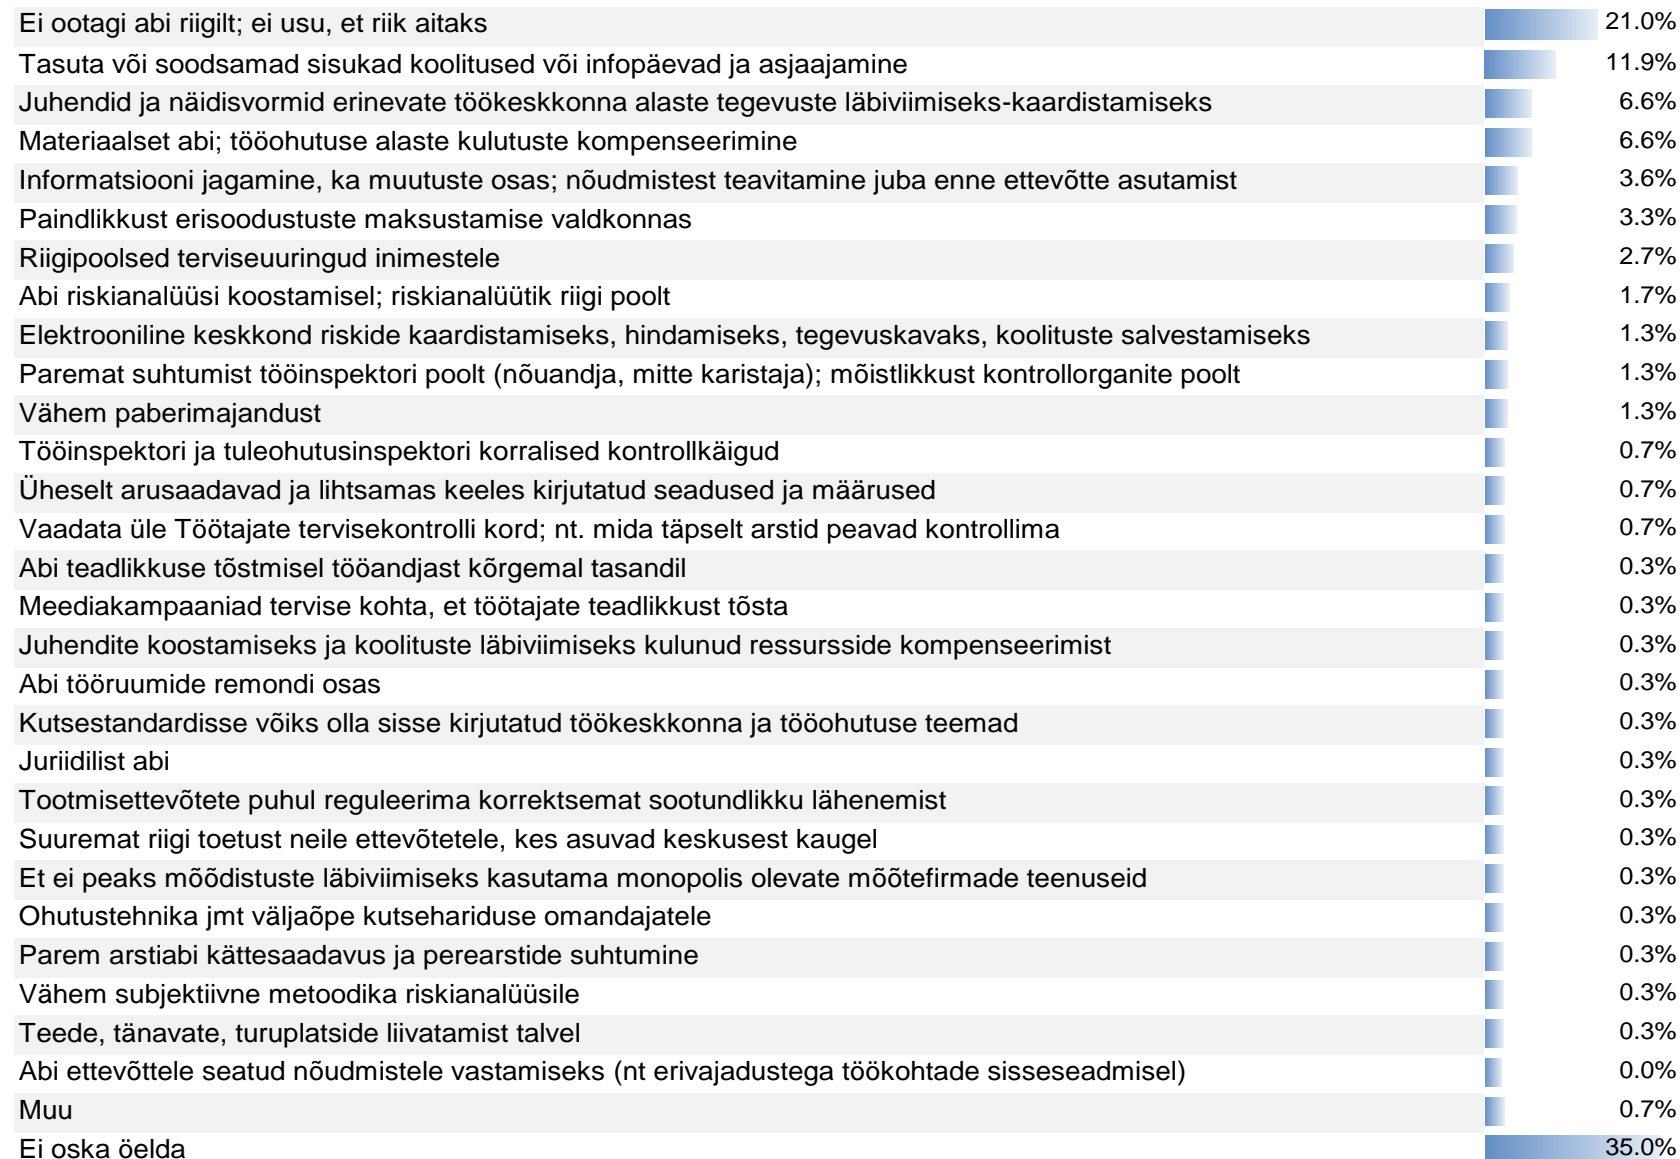 Ei ootagi abi riigilt; ei usu, et riik aitaks 21.0%
Tasuta või soodsamad sisukad koolitused või infopäevad ja asjaajamine 11.9%
Juhendid ja näidisvormid erinevate töökeskkonna alaste tegevuste läbiviimiseks-kaardistamiseks 6.6%
Materiaalset abi; tööohutuse alaste kulutuste kompenseerimine 6.6%
Informatsiooni jagamine, ka muutuste osas; nõudmistest teavitamine juba enne ettevõtte asutamist 3.6%
Paindlikkust erisoodustuste maksustamise valdkonnas 3.3%
Riigipoolsed terviseuuringud inimestele 2.7%
Abi riskianalüüsi koostamisel; riskianalüütik riigi poolt 1.7%
Elektrooniline keskkond riskide kaardistamiseks, hindamiseks, tegevuskavaks, koolituste salvestamiseks 1.3%
Paremat suhtumist tööinspektori poolt (nõuandja, mitte karistaja); mõistlikkust kontrollorganite poolt 1.3%
Vähem paberimajandust 1.3%
Tööinspektori ja tuleohutusinspektori korralised kontrollkäigud 0.7%
Üheselt arusaadavad ja lihtsamas keeles kirjutatud seadused ja määrused 0.7%
Vaadata üle Töötajate tervisekontrolli kord; nt. mida täpselt arstid peavad kontrollima 0.7%
Abi teadlikkuse tõstmisel tööandjast kõrgemal tasandil 0.3%
Meediakampaaniad tervise kohta, et töötajate teadlikkust tõsta 0.3%
Juhendite koostamiseks ja koolituste läbiviimiseks kulunud ressursside kompenseerimist 0.3%
Abi tööruumide remondi osas 0.3%
Kutsestandardisse võiks olla sisse kirjutatud töökeskkonna ja tööohutuse teemad 0.3%
Juriidilist abi 0.3%
Tootmisettevõtete puhul reguleerima korrektsemat sootundlikku lähenemist 0.3%
Suuremat riigi toetust neile ettevõtetele, kes asuvad keskusest kaugel 0.3%
Et ei peaks mõõdistuste läbiviimiseks kasutama monopolis olevate mõõtefirmade teenuseid 0.3%
Ohutustehnika jmt väljaõpe kutsehariduse omandajatele 0.3%
Parem arstiabi kättesaadavus ja perearstide suhtumine 0.3%
Vähem subjektiivne metoodika riskianalüüsile 0.3%
Teede, tänavate, turuplatside liivatamist talvel 0.3%
Abi ettevõttele seatud nõudmistele vastamiseks (nt erivajadustega töökohtade sisseseadmisel) 0.0%
Muu 0.7%
Ei oska öelda 35.0%